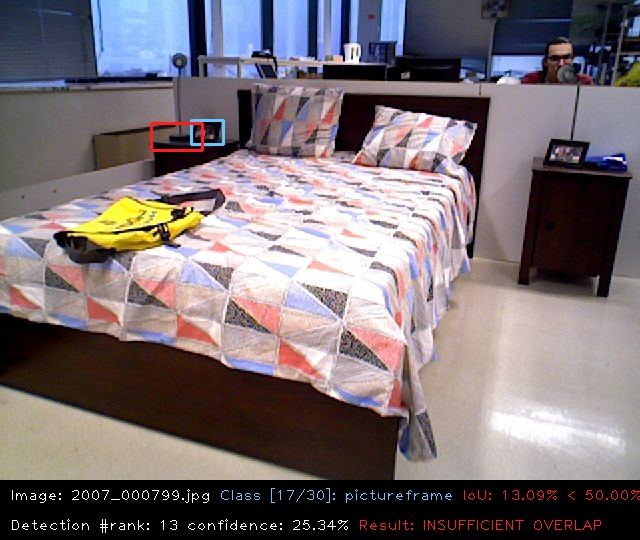 Image: 2007_000799.jpg Class [17/30]: pictureframe IoU: 13.09% < 50.00%
Detection #rank: 13 confidence: 25.34% Result: INSUFFICIENT OVERLAP